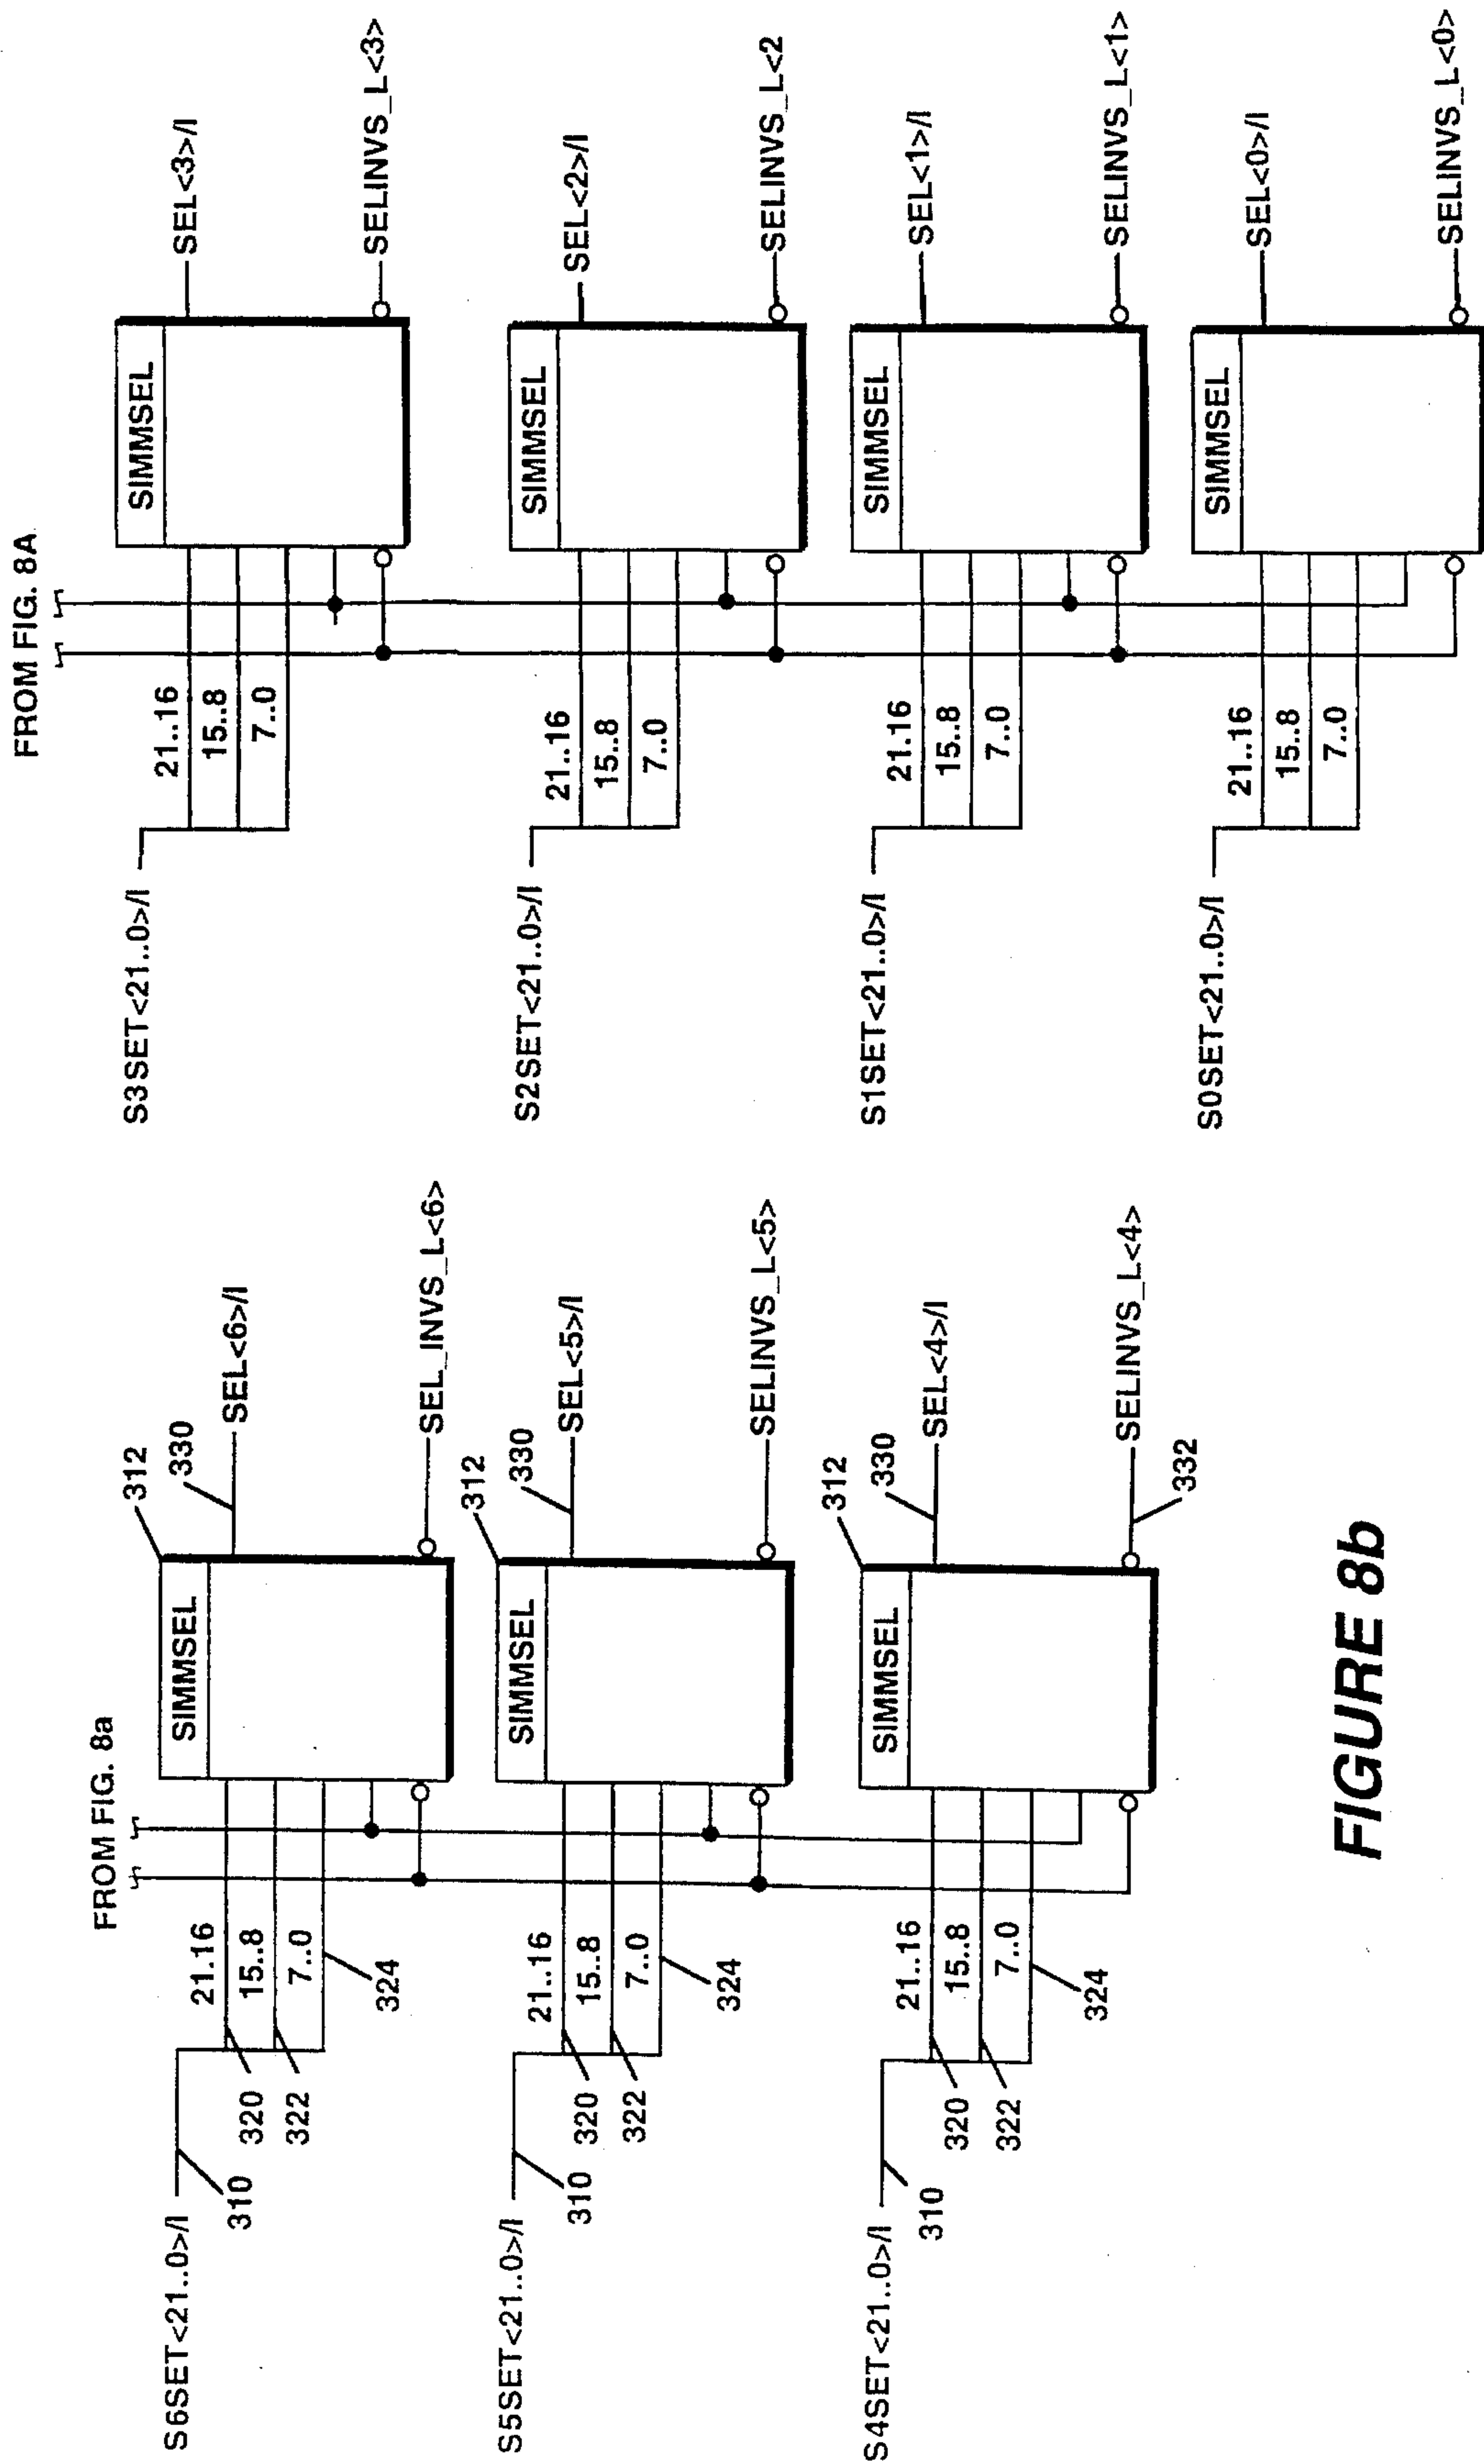 FROM FIG. 8a
S6SET<21..0>/I
310
320
322
324
21..16
15..8
7..0
SIMMSEL
312
330
SEL<6>/I
SEL_INVS_L<6>
S5SET<21..0>/I
310
320
322
324
21..16
15..8
7..0
SIMMSEL
312
330
SEL<5>/I
SELINVS_L<5>
S4SET<21..0>/I
310
320
322
324
21..16
15..8
7..0
SIMMSEL
312
330
SEL<4>/I
SELINVS_L<4>
332
FROM FIG. 8A
S3SET<21..0>/I
21..16
15..8
7..0
SIMMSEL
SEL<3>/I
SELINVS_L<3>
S2SET<21..0>/I
21..16
15..8
7..0
SIMMSEL
SEL<2>/I
SELINVS_L<2
S1SET<21..0>/I
21.16
15..8
7..0
SIMMSEL
SEL<1>/I
SELINVS_L<1>
S0SET<21..0>/I
21..16
15..8
7..0
SIMMSEL
SEL<0>/I
SELINVS_L<0>
FIGURE 8b